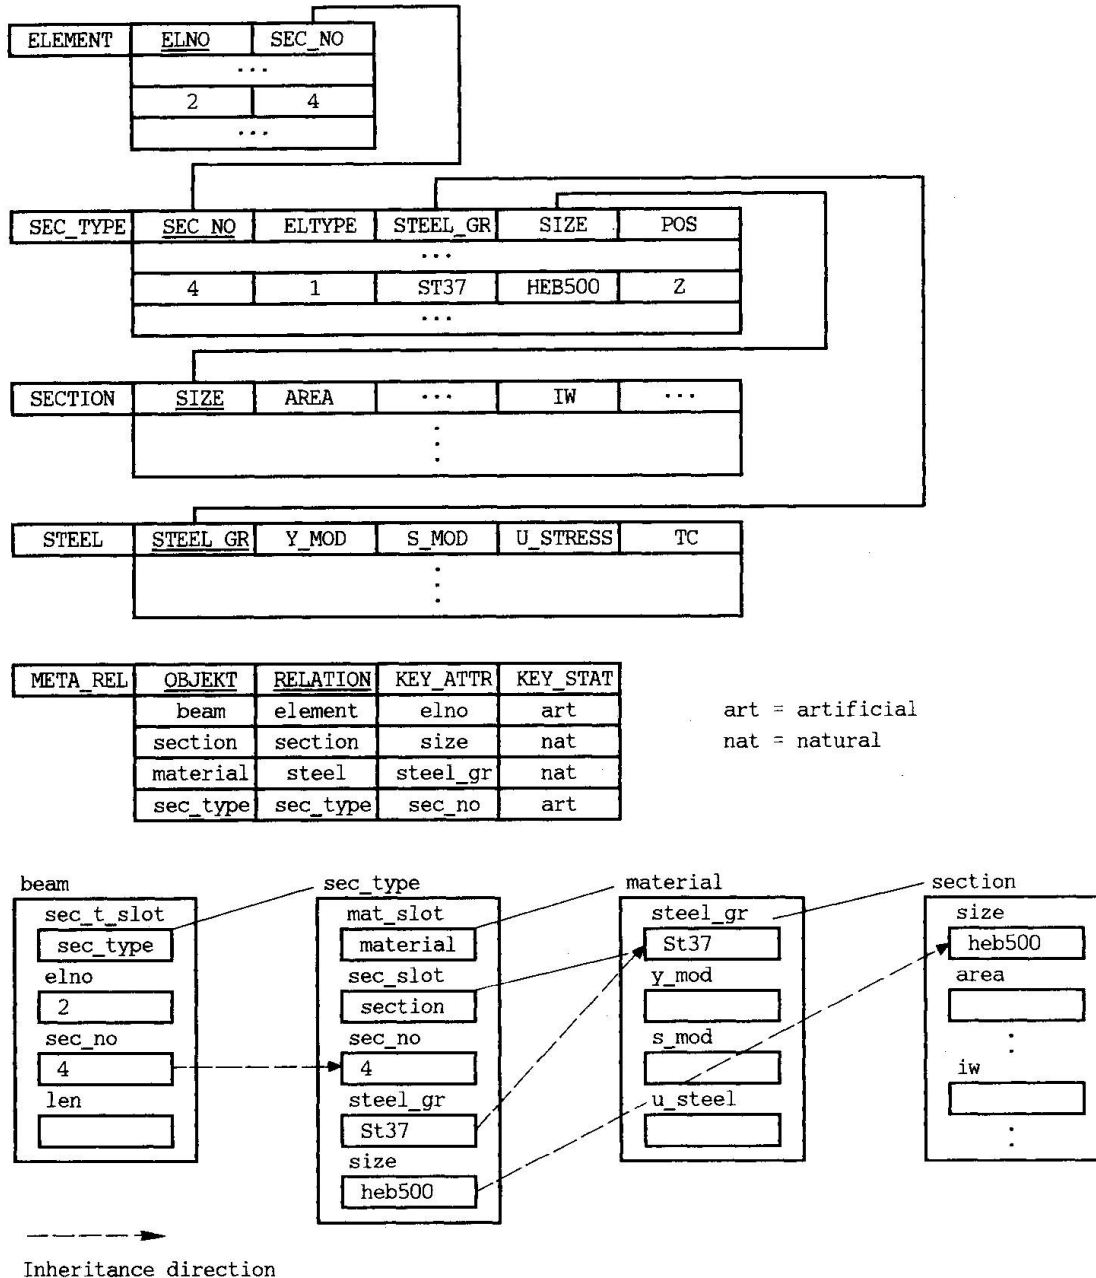 ELEMENT ELNO SEC_NO
...
2 4
...
SEC_TYPE SEC_NO ELTYPE STEEL_GR SIZE POS
...
4 1 ST37 HEB500 Z
...
SECTION SIZE AREA ... IW ...
.
.
.
STEEL STEEL_GR Y_MOD S_MOD U_STRESS TC
.
.
.
META_REL OBJEKT RELATION KEY_ATTR KEY_STAT
beam element elno art
section section size nat
material steel steel_gr nat
sec_type sec_type sec_no art
art = artificial
nat = natural
beam
sec_t_slot
sec_type
elno
2
sec_no
4
len
sec_type
mat_slot
material
sec_slot
section
sec_no
4
steel_gr
St37
size
heb500
material
steel_gr
St37
y_mod
s_mod
u_steel
section
size
heb500
area
.
.
iw
.
.
Inheritance direction